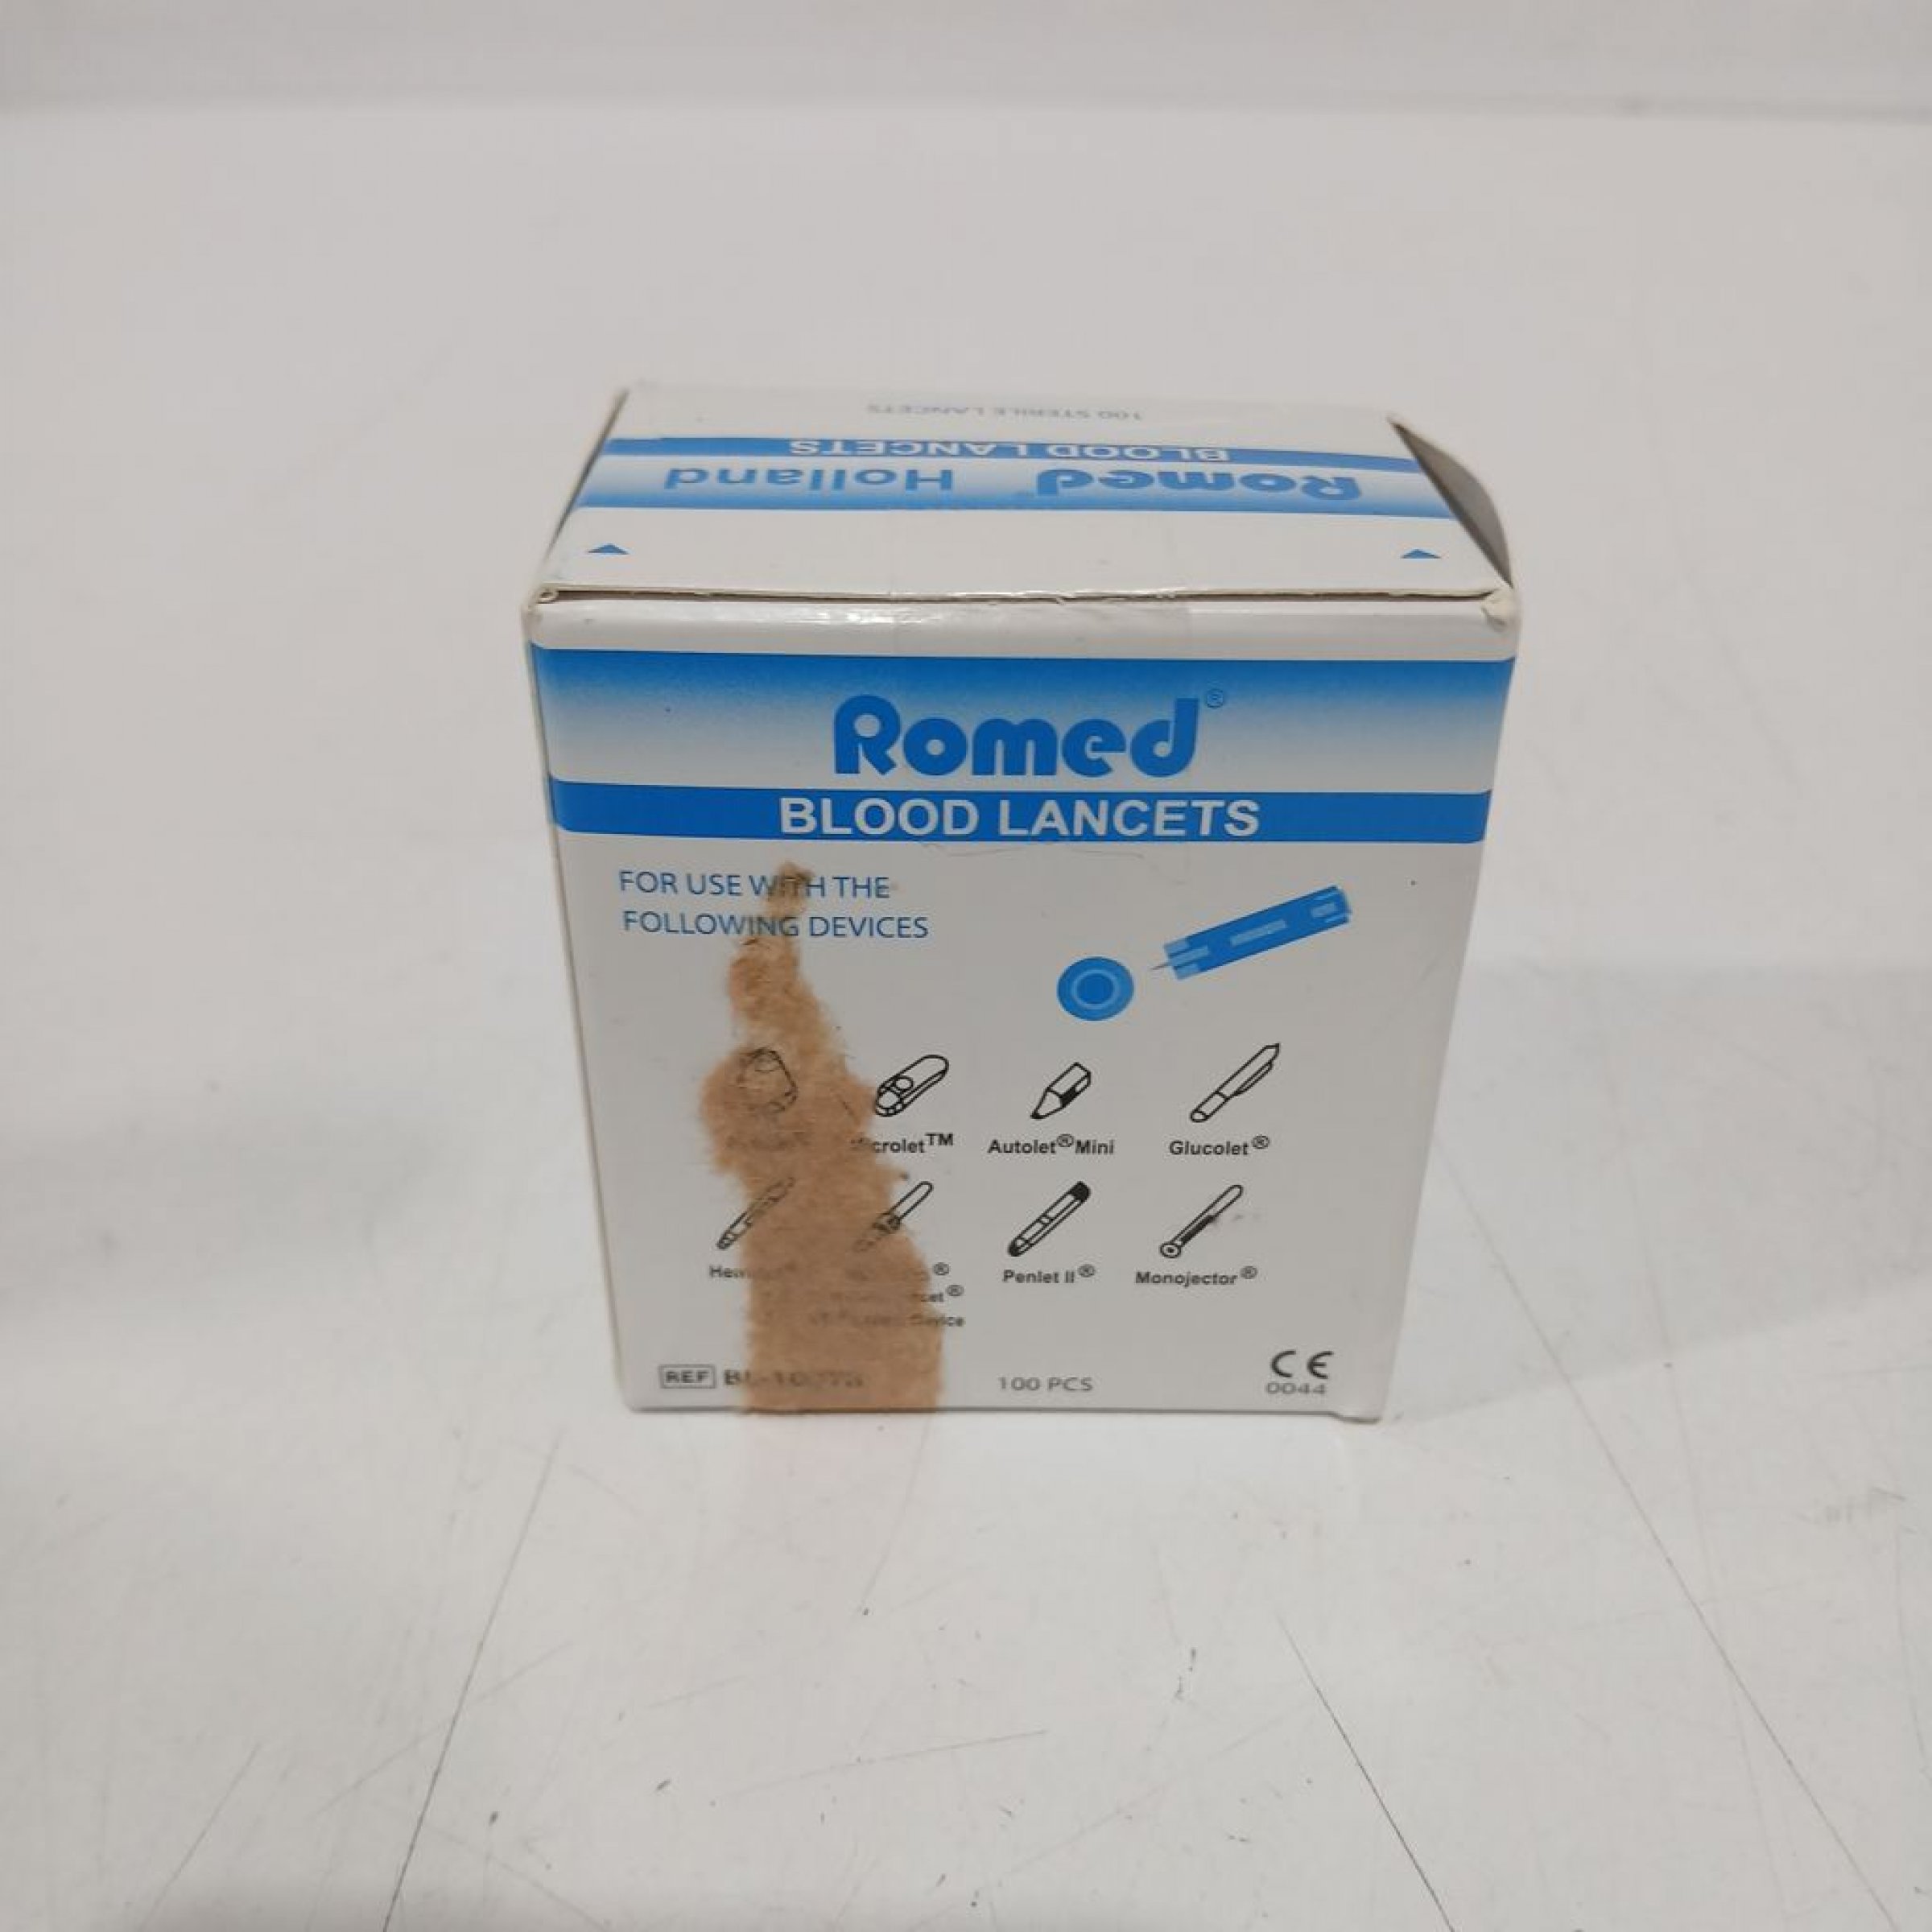 100 STERILE LANCETS
BLOOD LANCETS
Romed® Holland
Romed®
BLOOD LANCETS
FOR USE WITH THE
FOLLOWING DEVICES
Autolet®Mini Glucolet®
Penlet II® Monojector®
Device
REF 100 PCS CE
0044